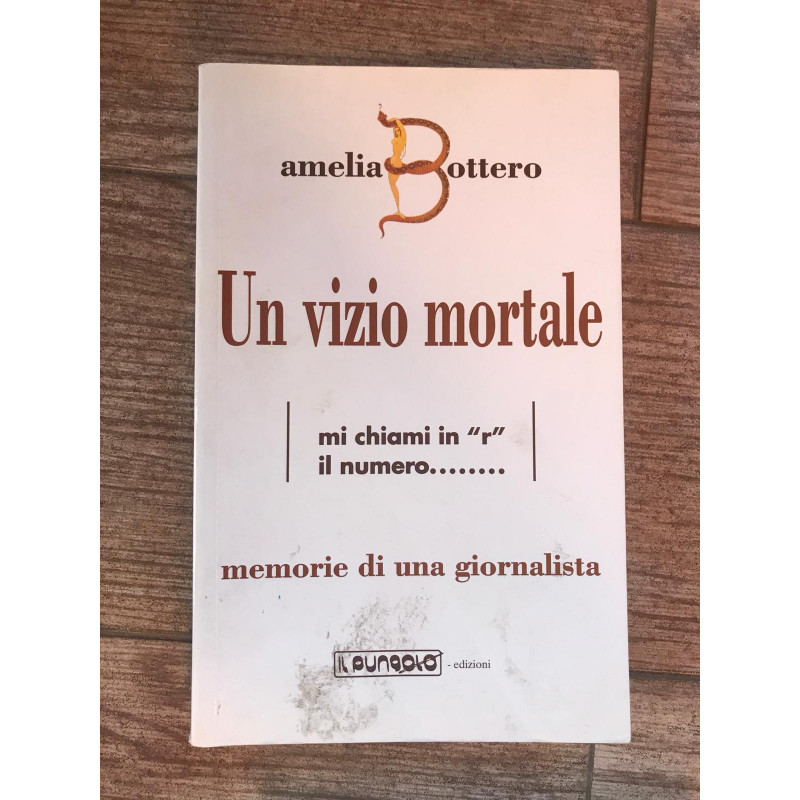 amelia Bottero
Un vizio mortale
mi chiami in “r”
il numero........
memorie di una giornalista
IL PUNGOLO - edizioni